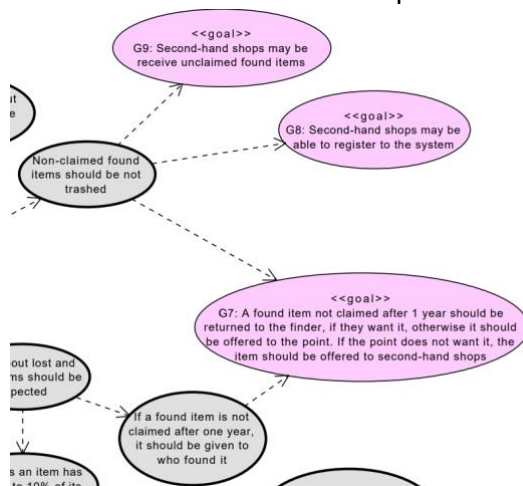 <<goal>>
G9: Second-hand shops may be
receive unclaimed found items
<<goal>>
G8: Second-hand shops may be
able to register to the system
Non-claimed found
items should be not
trashed
<<goal>>
G7: A found item not claimed after 1 year should be
returned to the finder, if they want it, otherwise it should
be offered to the point. If the point does not want it, the
item should be offered to second-hand shops
out lost and
ms should be
pected
If a found item is not
claimed after one year,
it should be given to
who found it
s an item has
to 10% of its